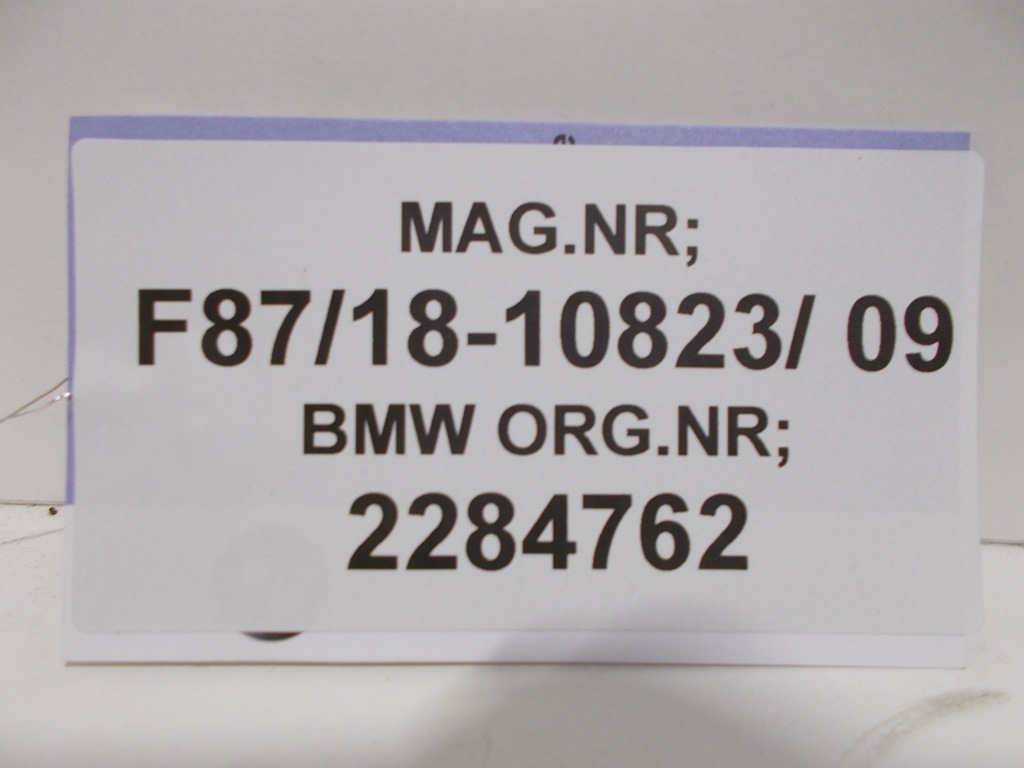 MAG.NR;
F87/18-10823/ 09
BMW ORG.NR;
2284762